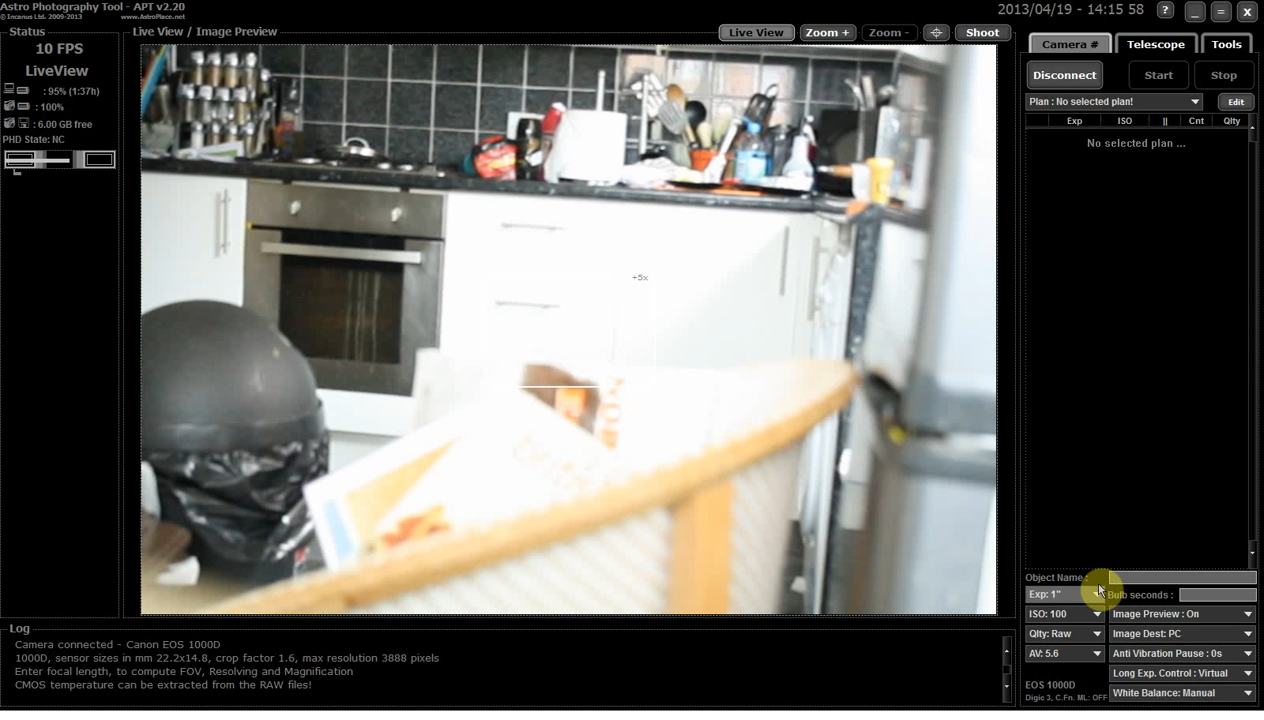 Astro Photography Tool - APT v2.20
© Incanus Ltd. 2009-2013 www.AstroPlace.net
2013/04/19 - 14:15 58
?
Status
10 FPS
LiveView
: 95% (1:37h)
: 100%
: 6.00 GB free
PHD State: NC
Live View / Image Preview
Live View
Zoom +
Zoom -
Shoot
+5x
Camera #
Telescope
Tools
Disconnect
Start
Stop
Plan : No selected plan!
Edit
Exp ISO || Cnt Qlty
No selected plan ...
Object Name :
Exp: 1"
Bulb seconds :
ISO: 100
Image Preview : On
Qlty: Raw
Image Dest: PC
AV: 5.6
Anti Vibration Pause : 0s
Long Exp. Control : Virtual
EOS 1000D
Digic 3, C.Fn. ML: OFF
White Balance: Manual
Log
Camera connected - Canon EOS 1000D
1000D, sensor sizes in mm 22.2x14.8, crop factor 1.6, max resolution 3888 pixels
Enter focal length, to compute FOV, Resolving and Magnification
CMOS temperature can be extracted from the RAW files!